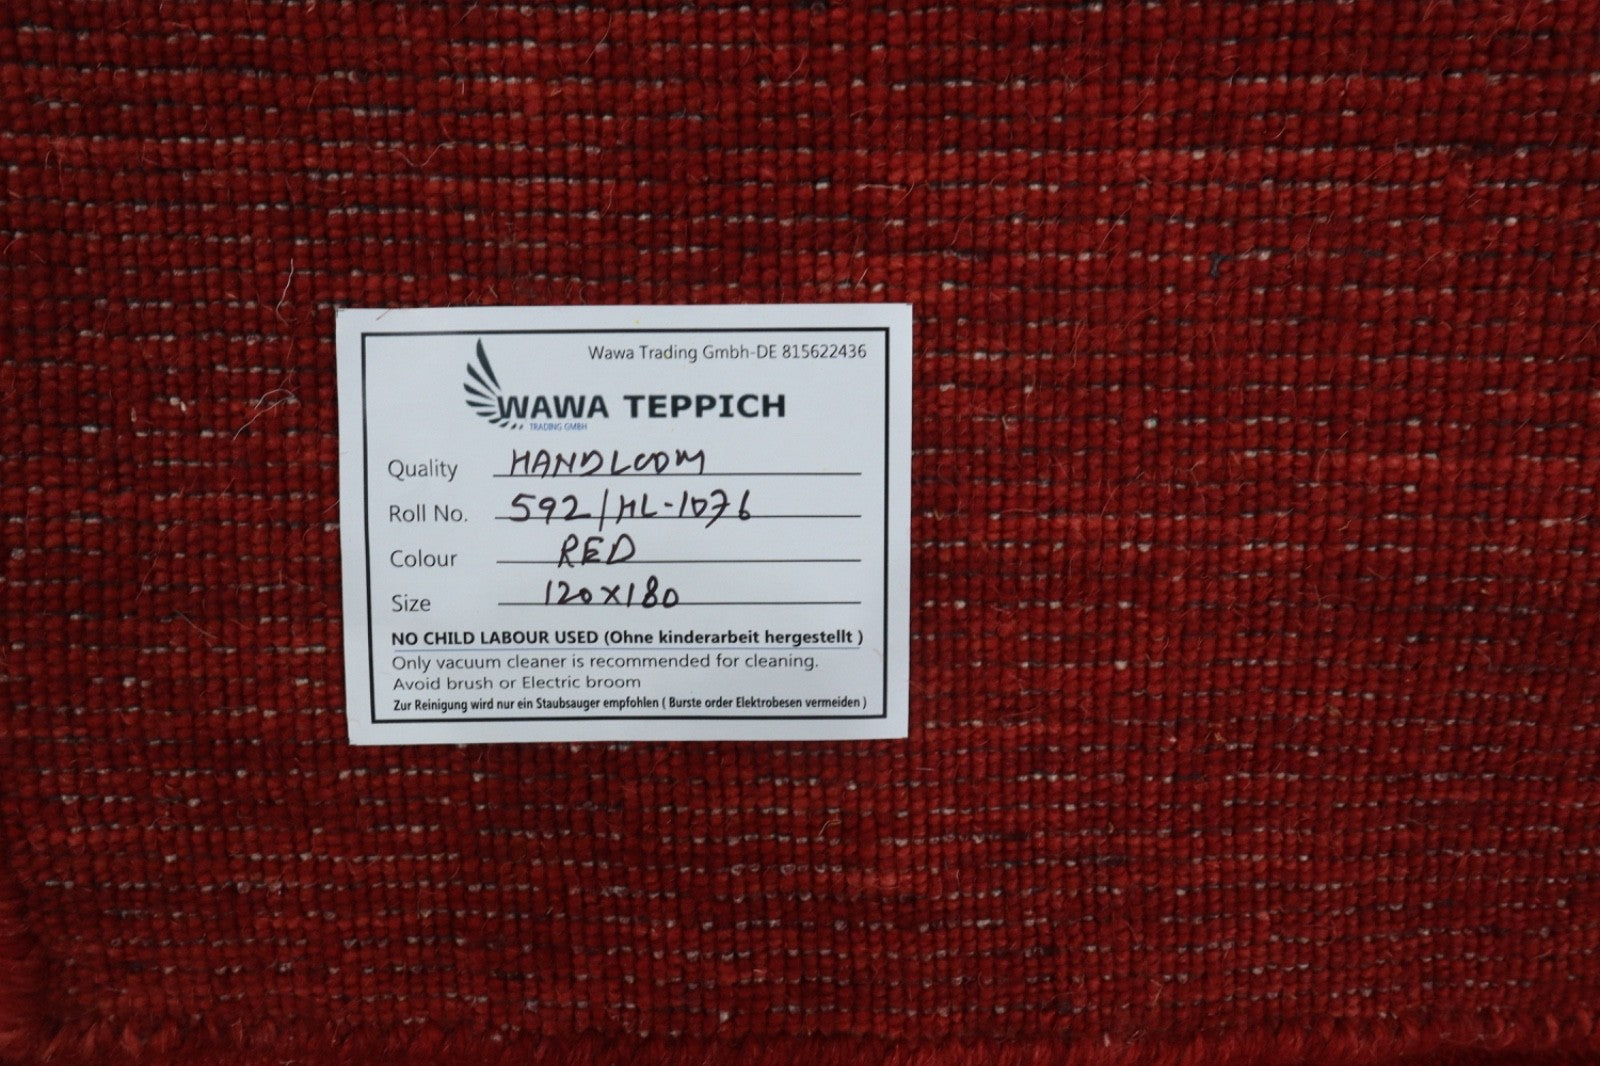 Wawa Trading Gmbh-DE 815622436
WAWA TEPPICH
TRADING GMBH
Quality HANDLOOM
Roll No. 592/HL-1076
Colour RED
Size 120x180
NO CHILD LABOUR USED (Ohne kinderarbeit hergestellt )
Only vacuum cleaner is recommended for cleaning.
Avoid brush or Electric broom
Zur Reinigung wird nur ein Staubsauger empfohlen ( Burste order Elektrobesen vermeiden )